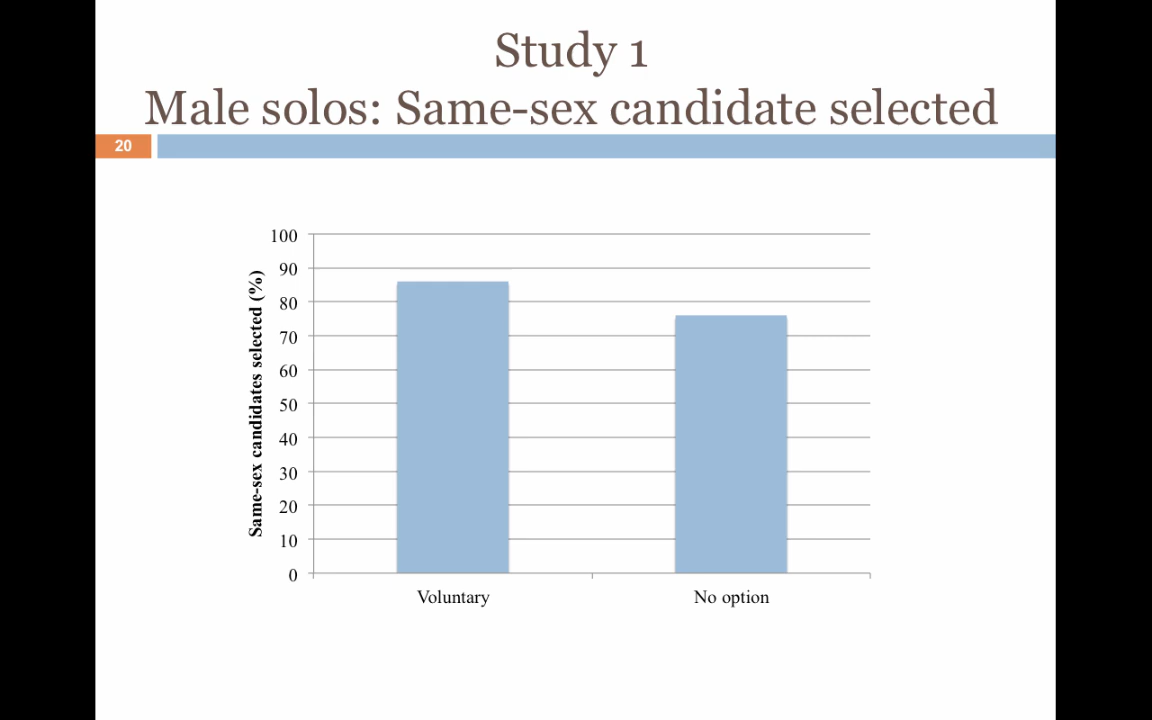 Study 1
Male solos: Same-sex candidate selected
20
Same-sex candidates selected (%)
100
90
80
70
60
50
40
30
20
10
0
Voluntary
No option